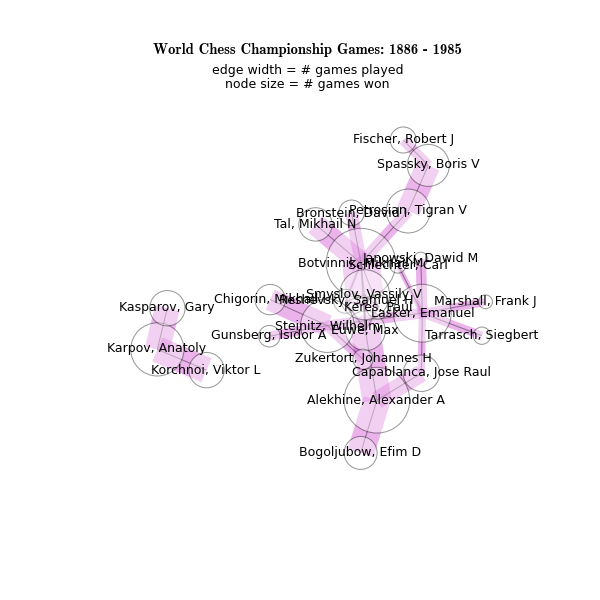 World Chess Championship Games: 1886 - 1985
edge width = # games played
node size = # games won
Fischer, Robert J
Spassky, Boris V
Bronstein, David I
Petrosian, Tigran V
Tal, Mikhail N
Janowski, Dawid M
Botvinnik, Mikhail M
Schlechter, Carl
Smyslov, Vassily V
Chigorin, Mikhail
Reshevsky, Samuel H
Marshall, Frank J
Kasparov, Gary
Keres, Paul
Lasker, Emanuel
Steinitz, Wilhelm
Euwe, Max
Gunsberg, Isidor A
Tarrasch, Siegbert
Karpov, Anatoly
Zukertort, Johannes H
Korchnoi, Viktor L
Capablanca, Jose Raul
Alekhine, Alexander A
Bogoljubow, Efim D